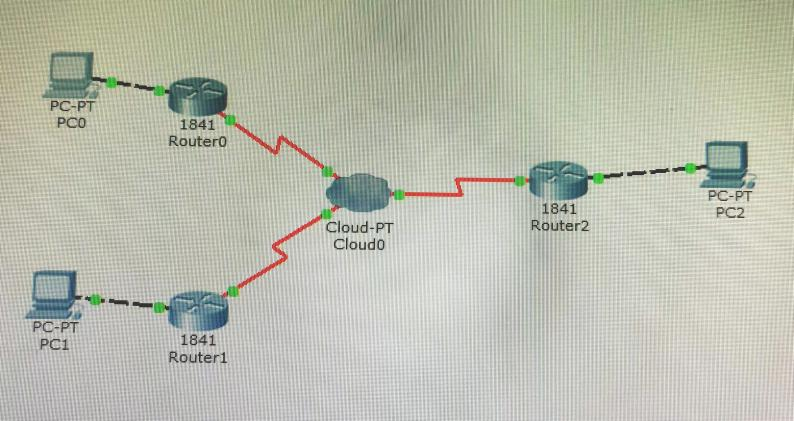 PC-PT
PC0
1841
Router0
Cloud-PT
Cloud0
1841
Router2
PC-PT
PC2
PC-PT
PC1
1841
Router1